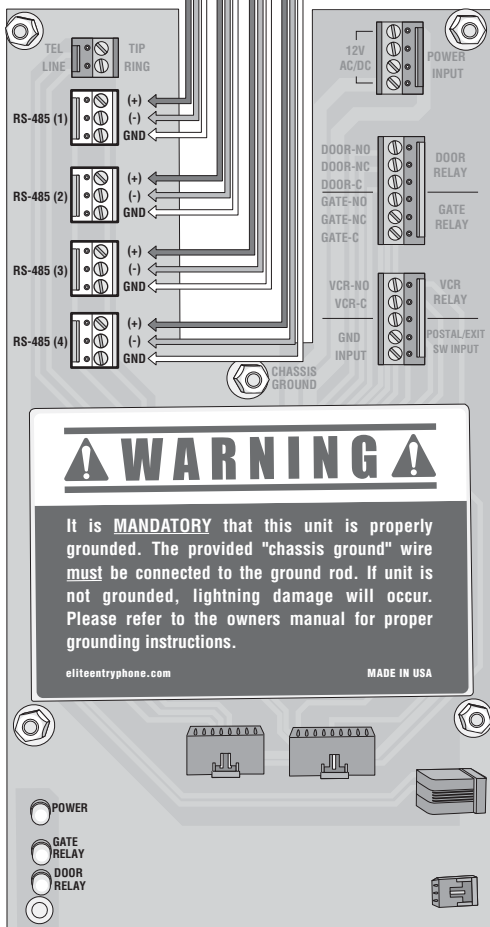 TEL TIP
LINE RING
RS-485 (1)
(+)
(-)
GND
RS-485 (2)
(+)
(-)
GND
RS-485 (3)
(+)
(-)
GND
RS-485 (4)
(+)
(-)
GND
12V
AC/DC
POWER
INPUT
DOOR-NO
DOOR-NC
DOOR-C
DOOR
RELAY
GATE-NO
GATE-NC
GATE-C
GATE
RELAY
VCR-NO
VCR-C
VCR
RELAY
GND
INPUT
POSTAL/EXIT
SW INPUT
CHASSIS
GROUND
WARNING
It is MANDATORY that this unit is properly
grounded. The provided "chassis ground" wire
must be connected to the ground rod. If unit is
not grounded, lightning damage will occur.
Please refer to the owners manual for proper
grounding instructions.
eliteentryphone.com MADE IN USA
POWER
GATE
RELAY
DOOR
RELAY